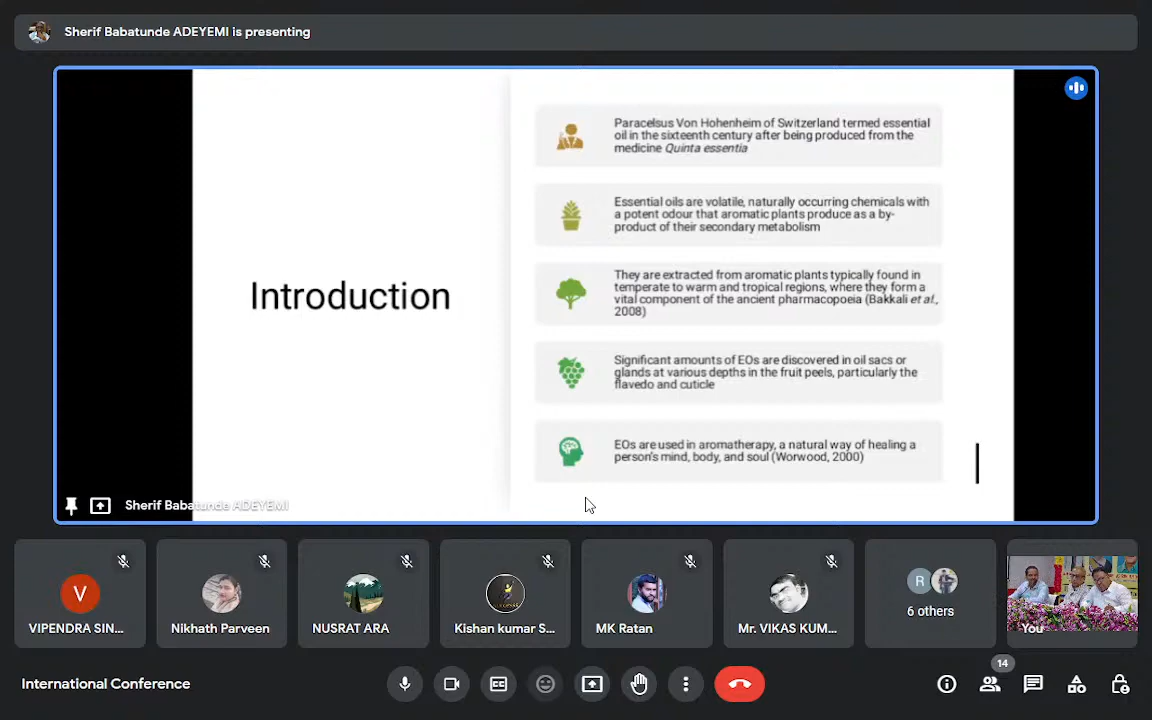 Sherif Babatunde ADEYEMI is presenting
Introduction
Paracelsus Von Hohenheim of Switzerland termed essential
oil in the sixteenth century after being produced from the
medicine Quinta essentia
Essential oils are volatile, naturally occurring chemicals with
a potent odour that aromatic plants produce as a by-
product of their secondary metabolism
They are extracted from aromatic plants typically found in
temperate to warm and tropical regions, where they form a
vital component of the ancient pharmacopoeia (Bakkali et al.,
2008)
Significant amounts of EOs are discovered in oil sacs or
glands at various depths in the fruit peels, particularly the
flavedo and cuticle
EOs are used in aromatherapy, a natural way of healing a
person's mind, body, and soul (Worwood, 2000)
Sherif Babatunde ADEYEMI
V
VIPENDRA SIN...
Nikhath Parveen
NUSRAT ARA
Kishan kumar S...
MK Ratan
Mr. VIKAS KUM...
R
6 others
You
International Conference
14